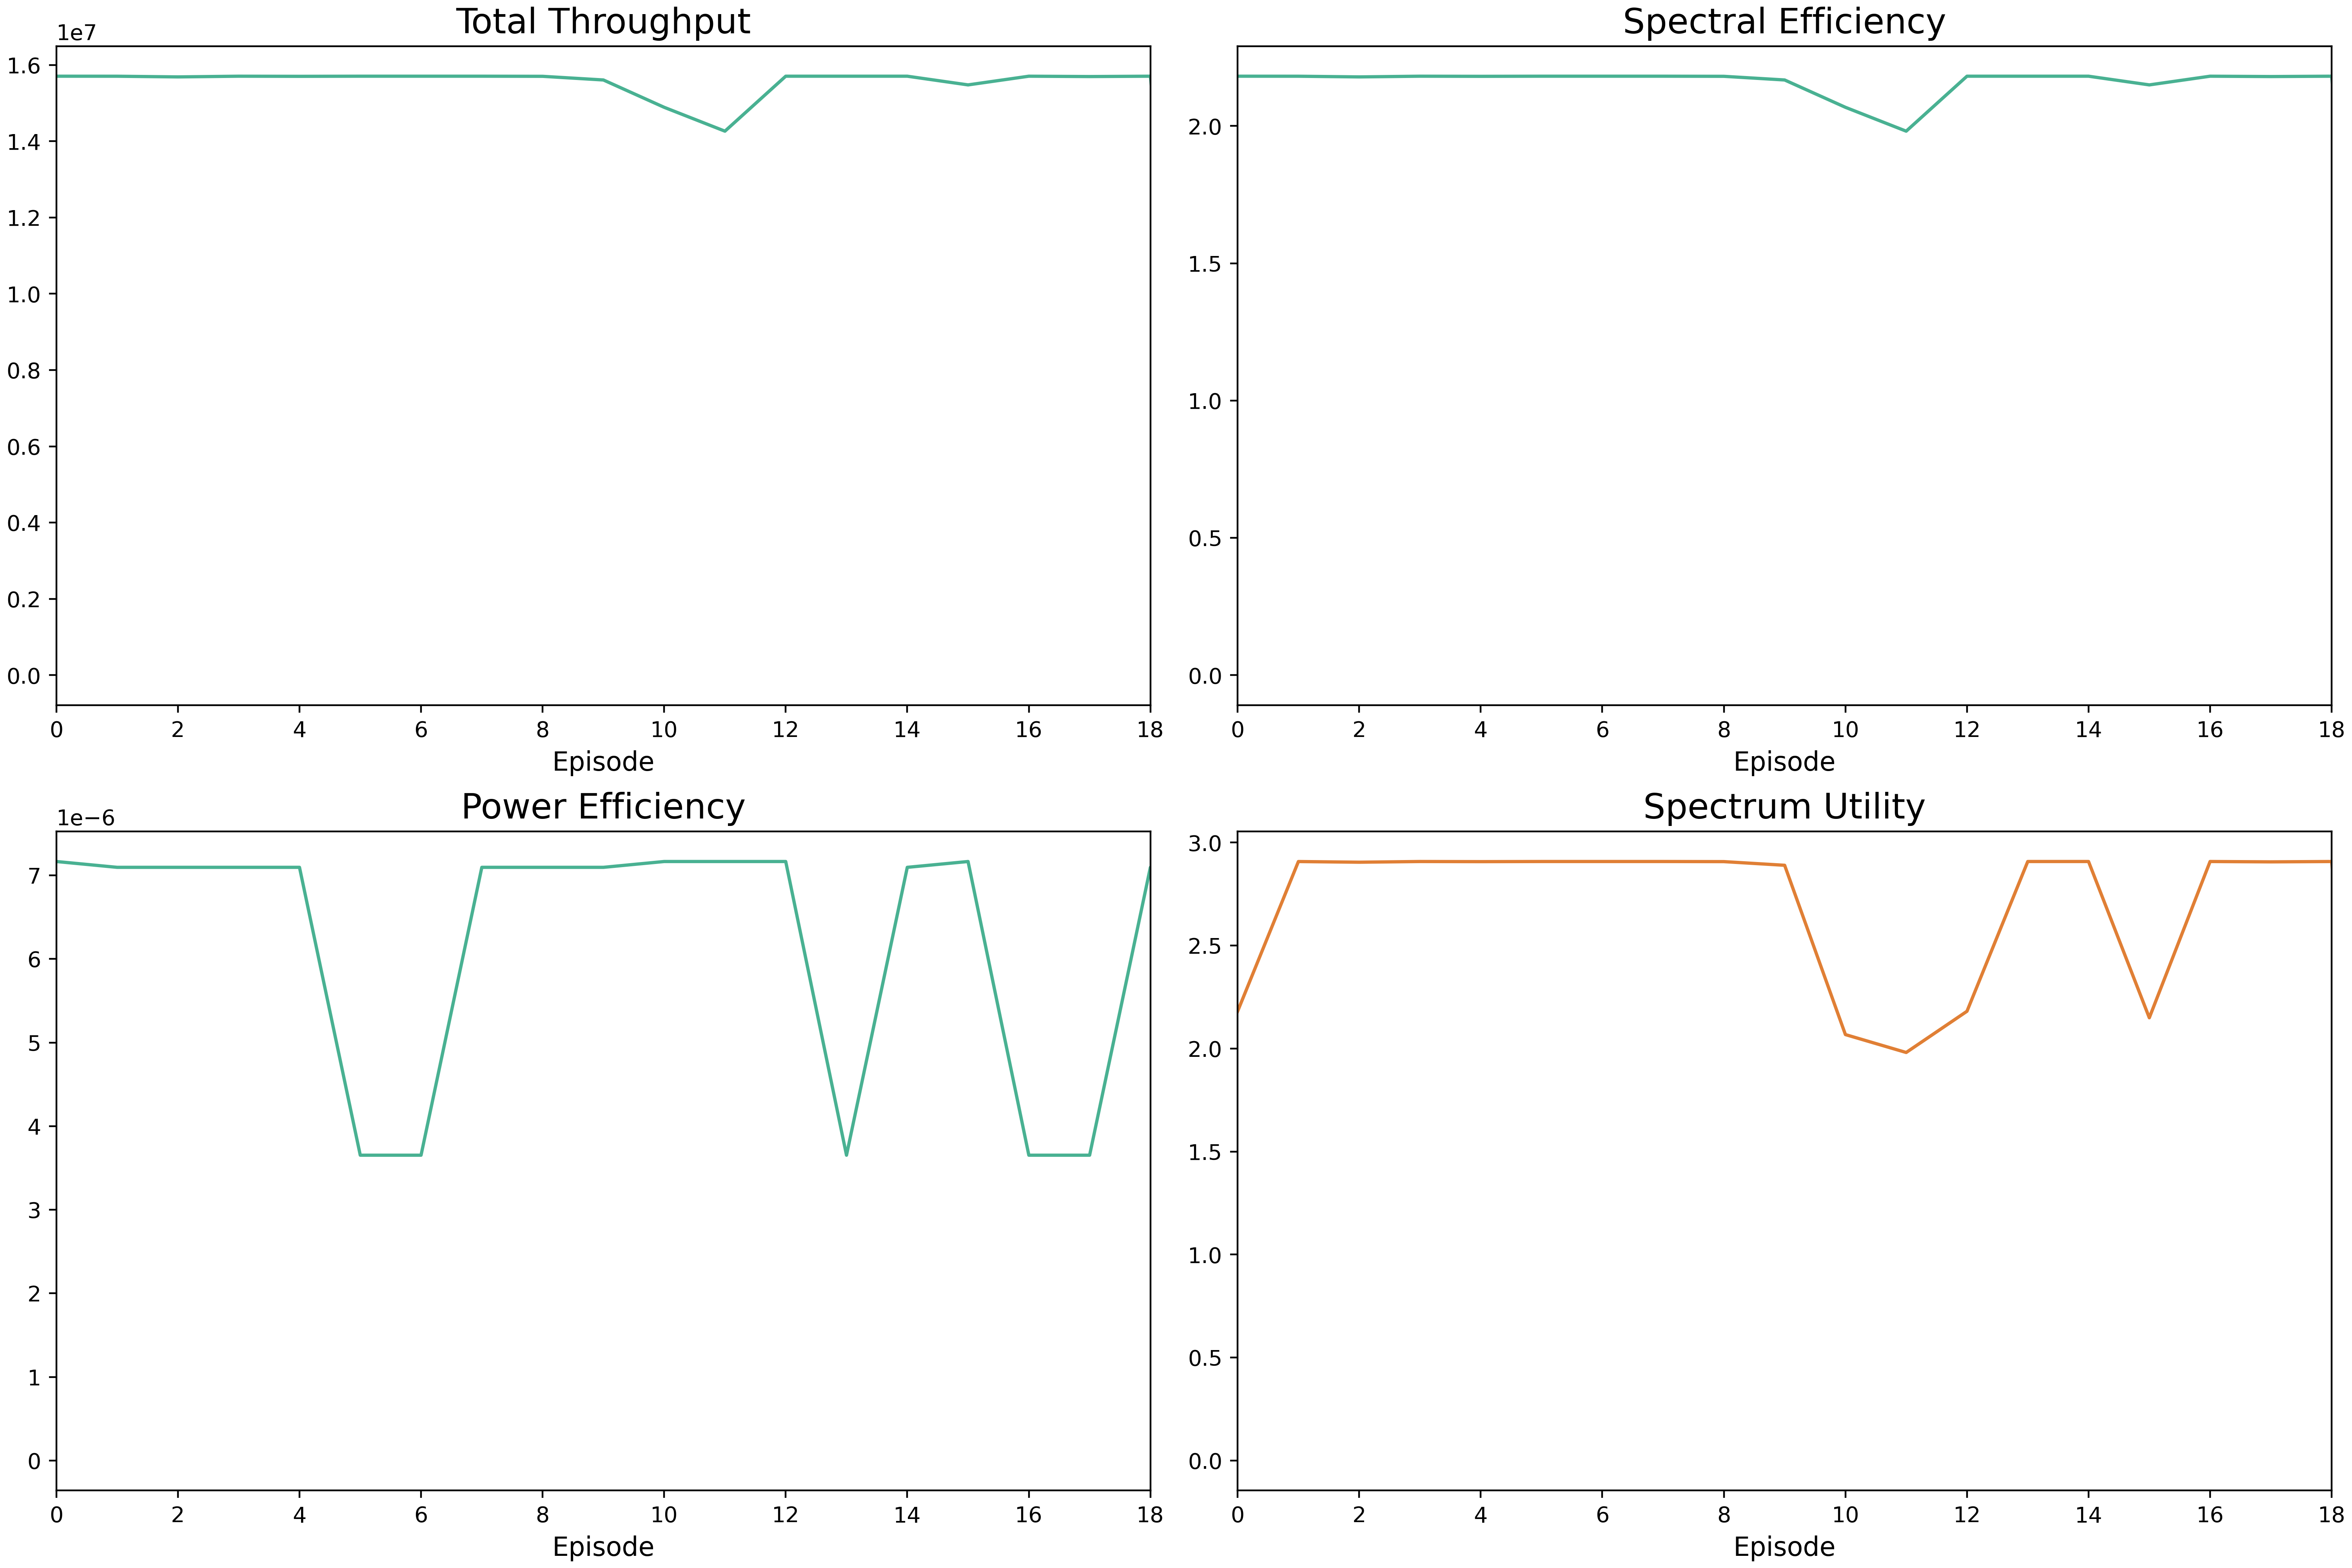 Total Throughput
1e7
1.6
1.4
1.2
1.0
0.8
0.6
0.4
0.2
0.0
0 2 4 6 8 10 12 14 16 18
Episode
Spectral Efficiency
2.0
1.5
1.0
0.5
0.0
0 2 4 6 8 10 12 14 16 18
Episode
Power Efficiency
1e−6
7
6
5
4
3
2
1
0
0 2 4 6 8 10 12 14 16 18
Episode
Spectrum Utility
3.0
2.5
2.0
1.5
1.0
0.5
0.0
0 2 4 6 8 10 12 14 16 18
Episode